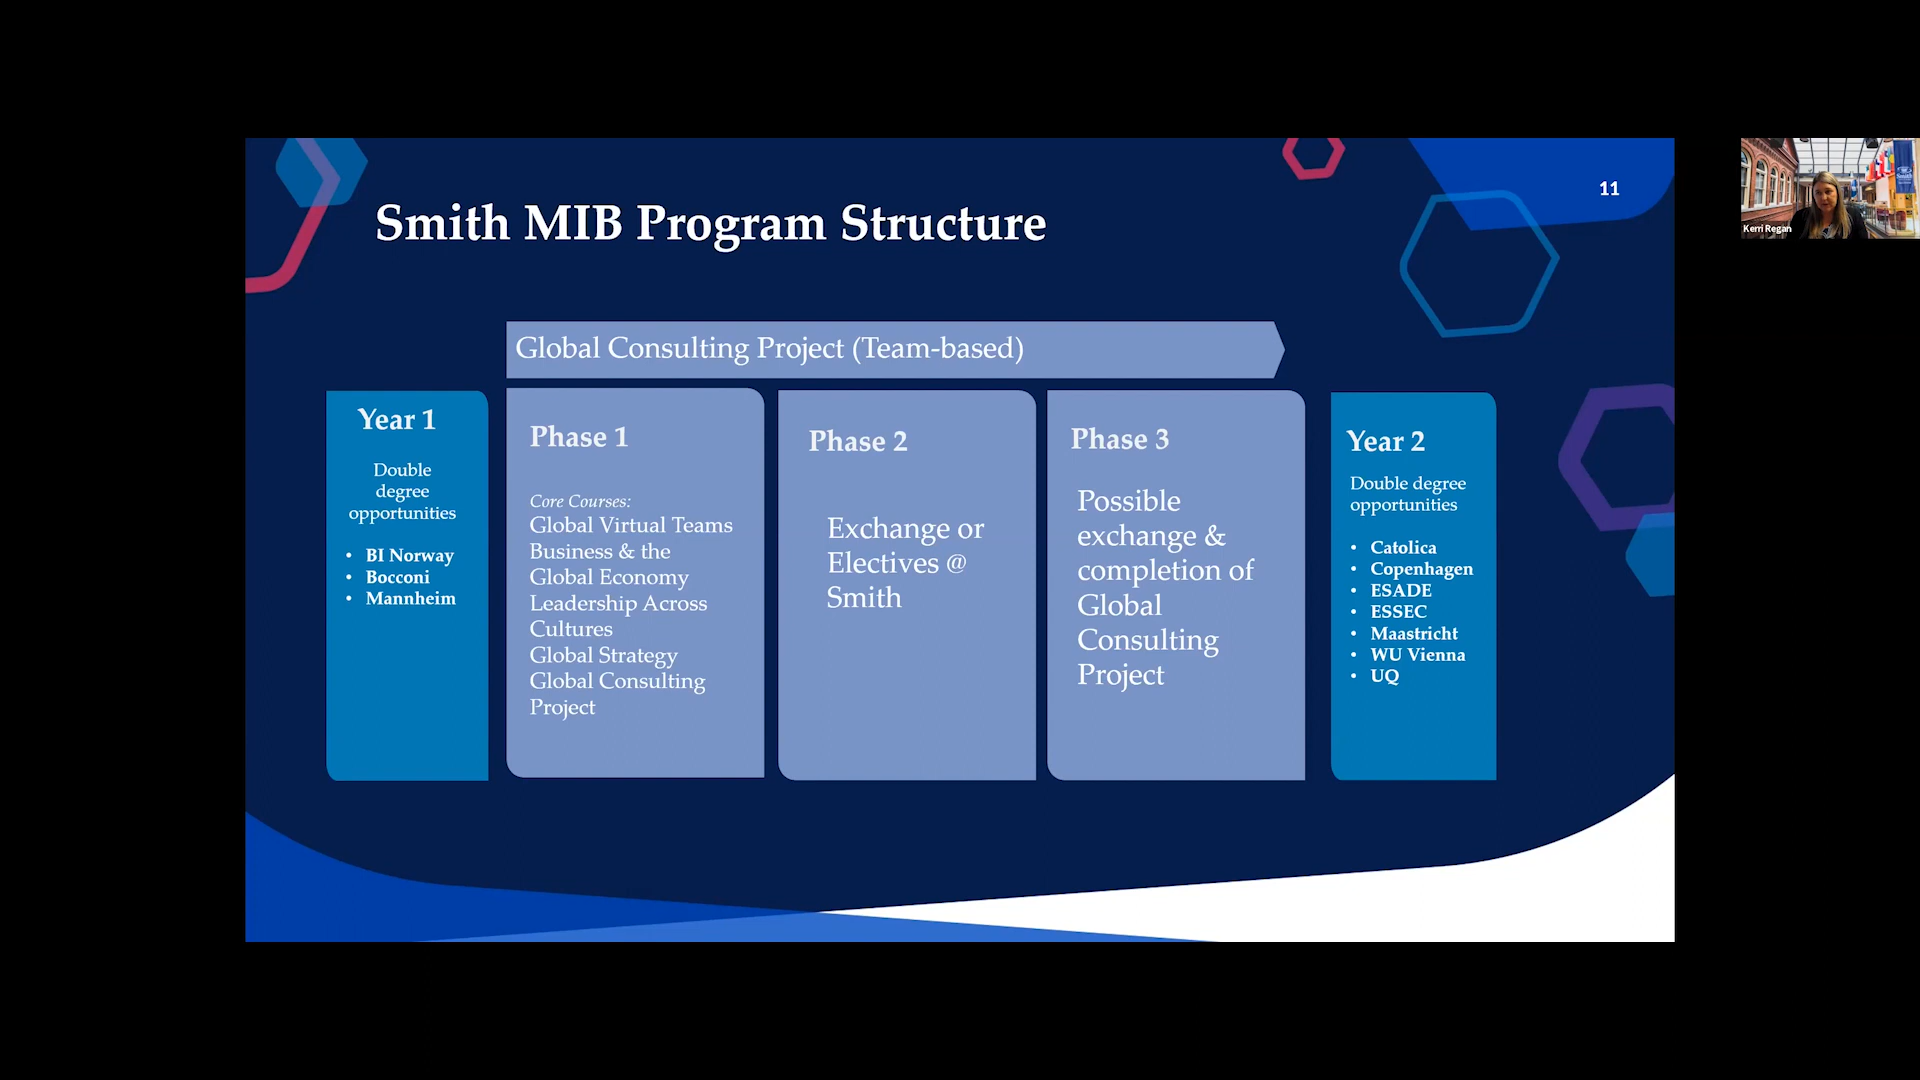 11
Smith MIB Program Structure
Kerri Regan
Global Consulting Project (Team-based)
Year 1
Double
degree
opportunities
• BI Norway
• Bocconi
• Mannheim
Phase 1
Core Courses:
Global Virtual Teams
Business & the
Global Economy
Leadership Across
Cultures
Global Strategy
Global Consulting
Project
Phase 2
Exchange or
Electives @
Smith
Phase 3
Possible
exchange &
completion of
Global
Consulting
Project
Year 2
Double degree
opportunities
• Catolica
• Copenhagen
• ESADE
• ESSEC
• Maastricht
• WU Vienna
• UQ